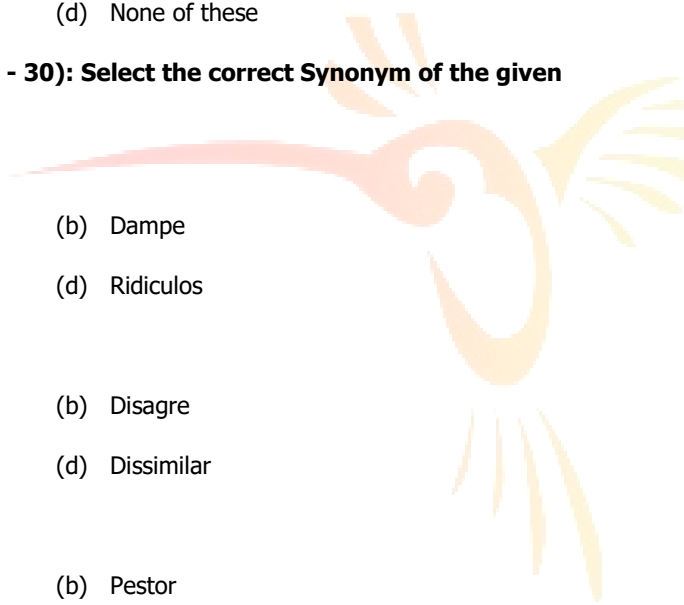 (d) None of these
- 30): Select the correct Synonym of the given
(b) Dampe
(d) Ridiculos
(b) Disagre
(d) Dissimilar
(b) Pestor